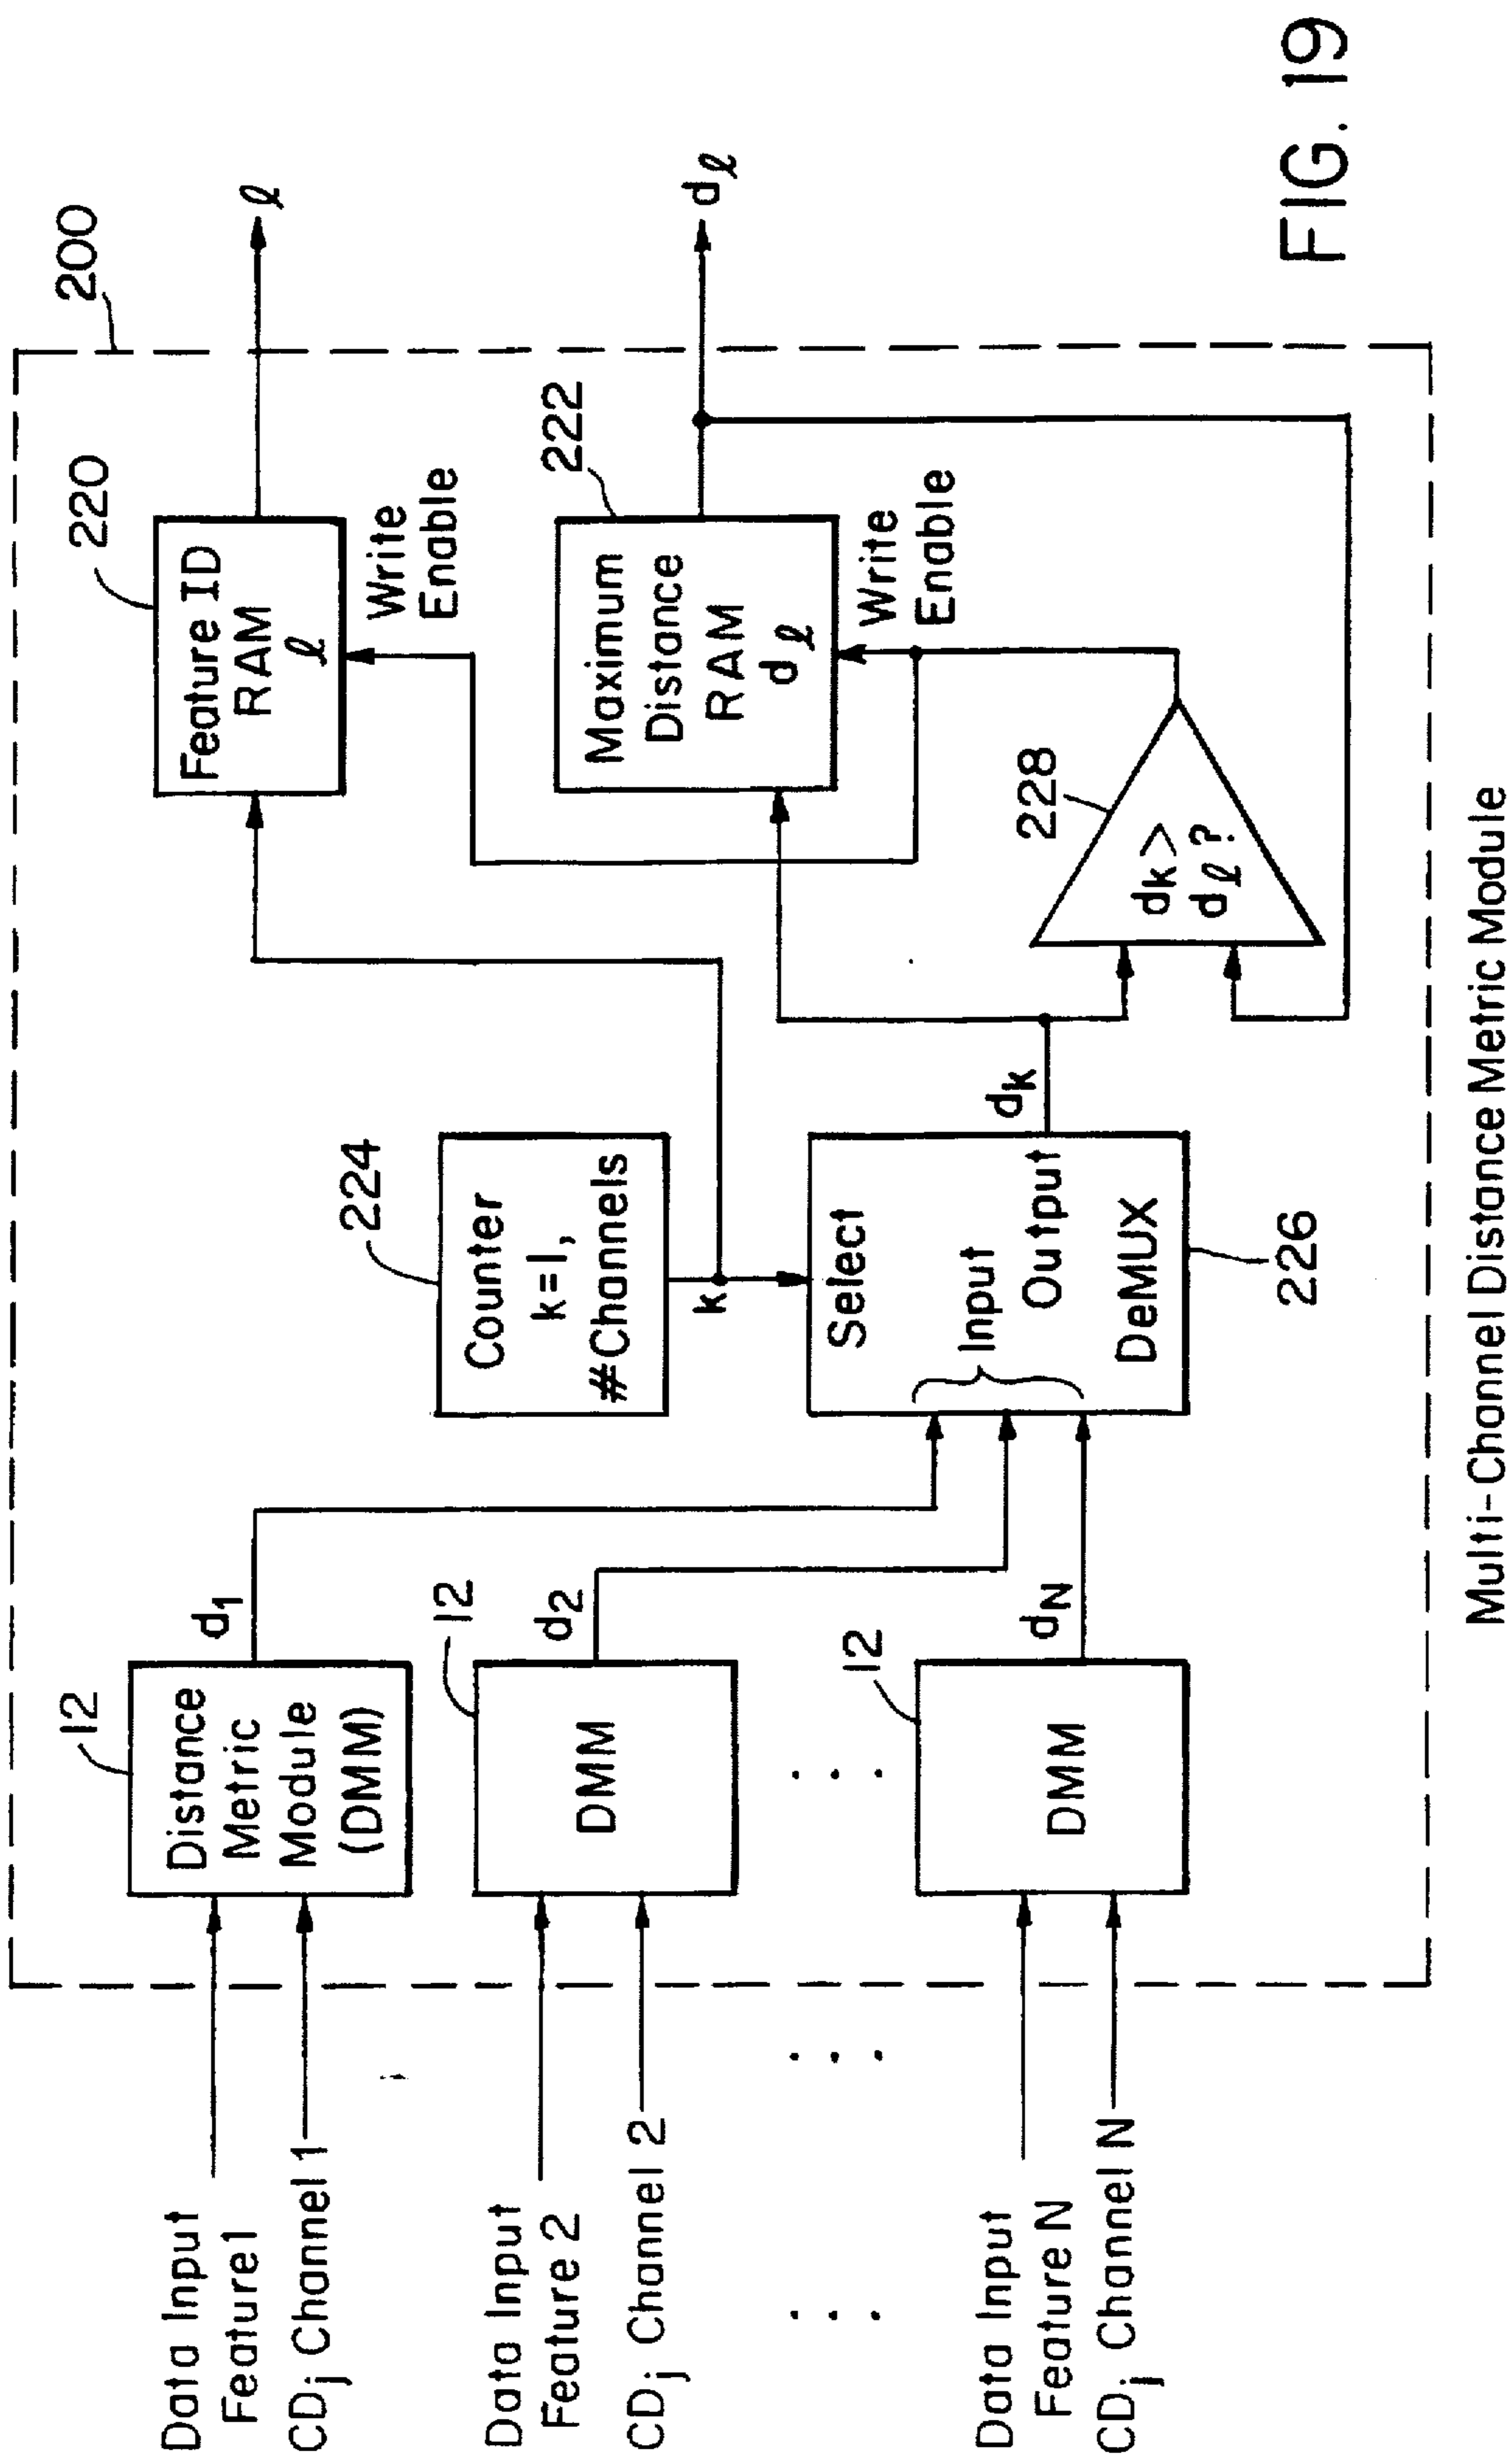 200
12
Distance
Metric
Module
(DMM)
d1
220
Feature ID
RAM
ℓ
Write
Enable
ℓ
Data Input
Feature 1
CDj Channel 1
224
Counter
k=1,
#Channels
k
222
Maximum
Distance
RAM
dℓ
Write
Enable
dℓ
12
DMM
d2
Data Input
Feature 2
CDj Channel 2
. . .
. . .
. . .
Select
Input
Output
DeMUX
226
dk
228
dk>
dℓ?
12
DMM
dN
Data Input
Feature N
CDj Channel N
FIG. 19
Multi-Channel Distance Metric Module